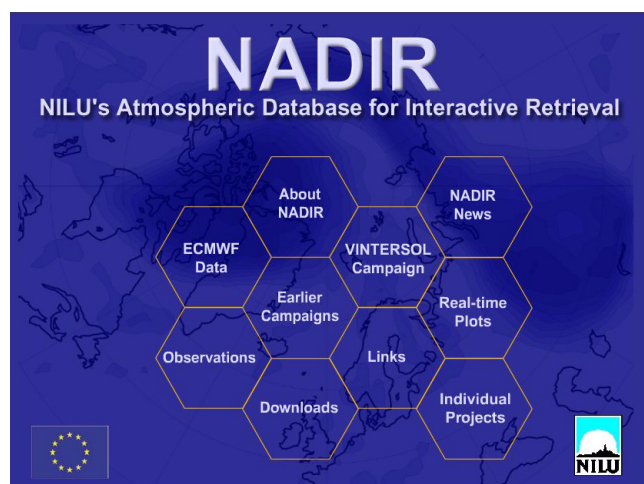 NADIR
NILU's Atmospheric Database for Interactive Retrieval
About
NADIR
NADIR
News
ECMWF
Data
VINTERSOL
Campaign
Earlier
Campaigns
Real-time
Plots
Observations
Links
Downloads
Individual
Projects
NILU